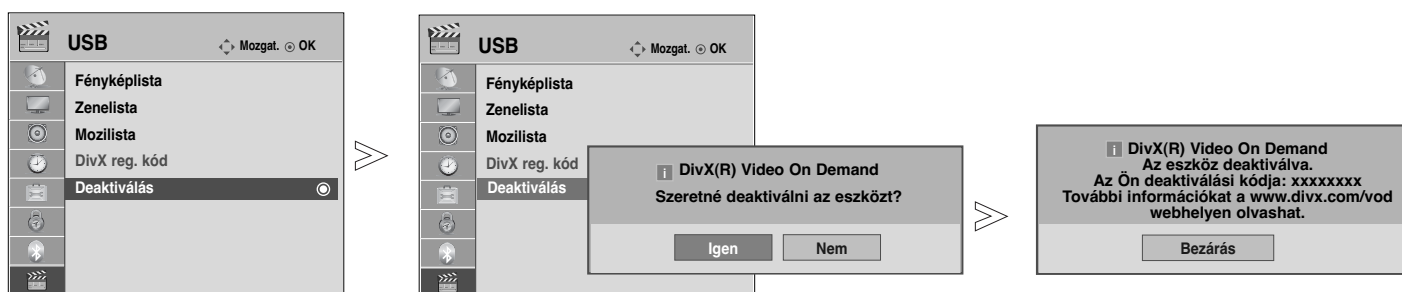 USB
Mozgat. OK
Fényképlista
Zenelista
Mozilista
DivX reg. kód
Deaktiválás
USB
Mozgat. OK
Fényképlista
Zenelista
Mozilista
DivX reg. kód
Deaktiválás
i DivX(R) Video On Demand
Szeretné deaktiválni az eszközt?
Igen Nem
i DivX(R) Video On Demand
Az eszköz deaktiválva.
Az Ön deaktiválási kódja: xxxxxxxx
További információkat a www.divx.com/vod
webhelyen olvashat.
Bezárás